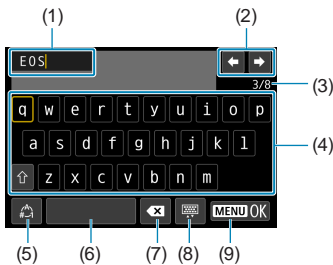 (1) (2)
EOS
3/8 (3)
q w e r t y u i o p
a s d f g h j k l (4)
z x c v b n m
MENU OK
(5) (6) (7) (8) (9)